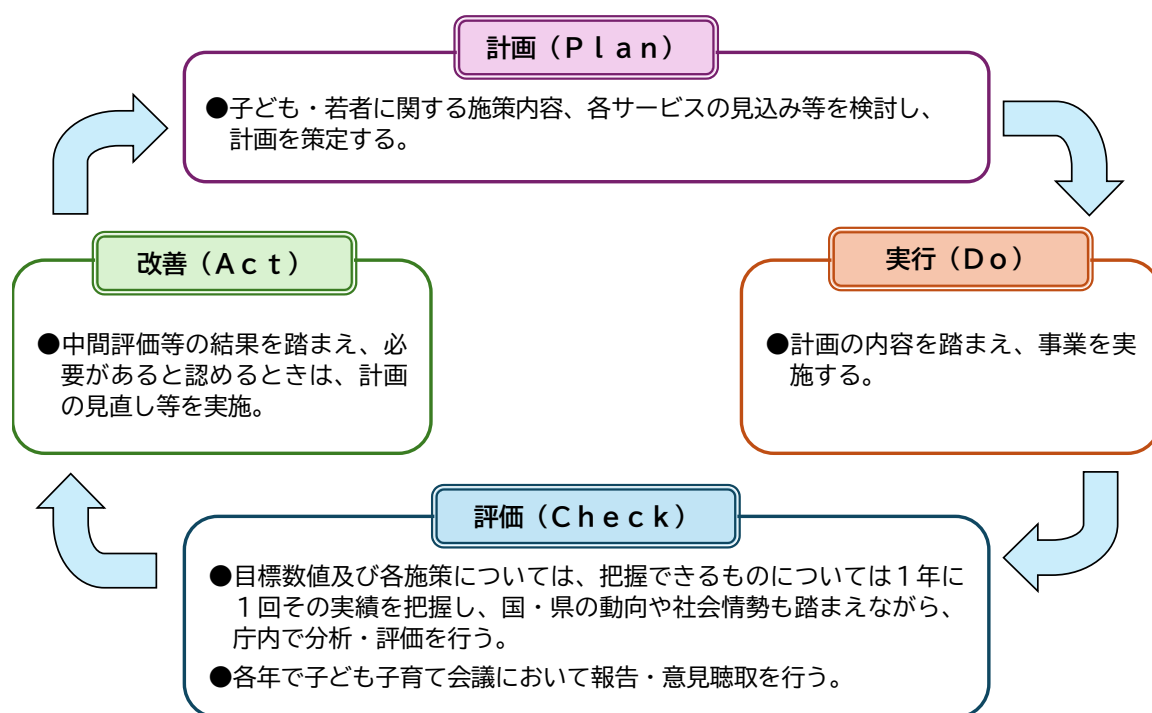 計画（Ｐｌａｎ）
●子ども・若者に関する施策内容、各サービスの見込み等を検討し、
計画を策定する。
実行（Ｄｏ）
●計画の内容を踏まえ、事業を実
施する。
評価（Ｃｈｅｃｋ）
●目標数値及び各施策については、把握できるものについては１年に
１回その実績を把握し、国・県の動向や社会情勢も踏まえながら、
庁内で分析・評価を行う。
●各年で子ども子育て会議において報告・意見聴取を行う。
改善（Ａｃｔ）
●中間評価等の結果を踏まえ、必
要があると認めるときは、計画
の見直し等を実施。